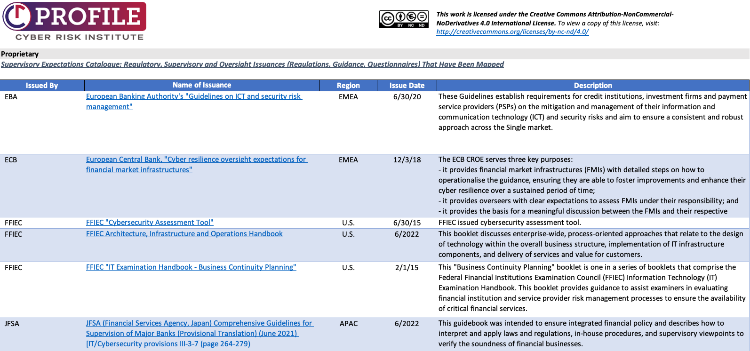 PROFILE
CYBER RISK INSTITUTE
This work is licensed under the Creative Commons Attribution-NonCommercial-
NoDerivatives 4.0 International License. To view a copy of this license, visit:
http://creativecommons.org/licenses/by-nc-nd/4.0/
BY NC ND
Proprietary
Supervisory Expectations Catalogue: Regulatory, Supervisory and Oversight Issuances (Regulations, Guidance, Questionnaires) That Have Been Mapped
Issued By Name of Issuance Region Issue Date Description
EBA European Banking Authority's "Guidelines on ICT and security risk EMEA 6/30/20 These Guidelines establish requirements for credit institutions, investment firms and payment
management" service providers (PSPs) on the mitigation and management of their information and
communication technology (ICT) and security risks and aim to ensure a consistent and robust
approach across the Single market.
ECB European Central Bank, "Cyber resilience oversight expectations for EMEA 12/3/18 The ECB CROE serves three key purposes:
financial market infrastructures" - it provides financial market infrastructures (FMIs) with detailed steps on how to
operationalise the guidance, ensuring they are able to foster improvements and enhance their
cyber resilience over a sustained period of time;
- it provides overseers with clear expectations to assess FMIs under their responsibility; and
- it provides the basis for a meaningful discussion between the FMIs and their respective
FFIEC FFIEC "Cybersecurity Assessment Tool" U.S. 6/30/15 FFIEC issued cybersecurity assessment tool.
FFIEC FFIEC Architecture, Infrastructure and Operations Handbook U.S. 6/2022 This booklet discusses enterprise-wide, process-oriented approaches that relate to the design
of technology within the overall business structure, implementation of IT infrastructure
components, and delivery of services and value for customers.
FFIEC FFIEC "IT Examination Handbook - Business Continuity Planning" U.S. 2/1/15 This "Business Continuity Planning" booklet is one in a series of booklets that comprise the
Federal Financial Institutions Examination Council (FFIEC) Information Technology (IT)
Examination Handbook. This booklet provides guidance to assist examiners in evaluating
financial institution and service provider risk management processes to ensure the availability
of critical financial services.
JFSA JFSA (Financial Services Agency, Japan) Comprehensive Guidelines for APAC 6/2022 This guidebook was intended to ensure integrated financial policy and describes how to
Supervision of Major Banks (Provisional Translation) (June 2021) interpret and apply laws and regulations, in-house procedures, and supervisory viewpoints to
[IT/Cybersecurity provisions III-3-7 (page 264-279) verify the soundness of financial businesses.